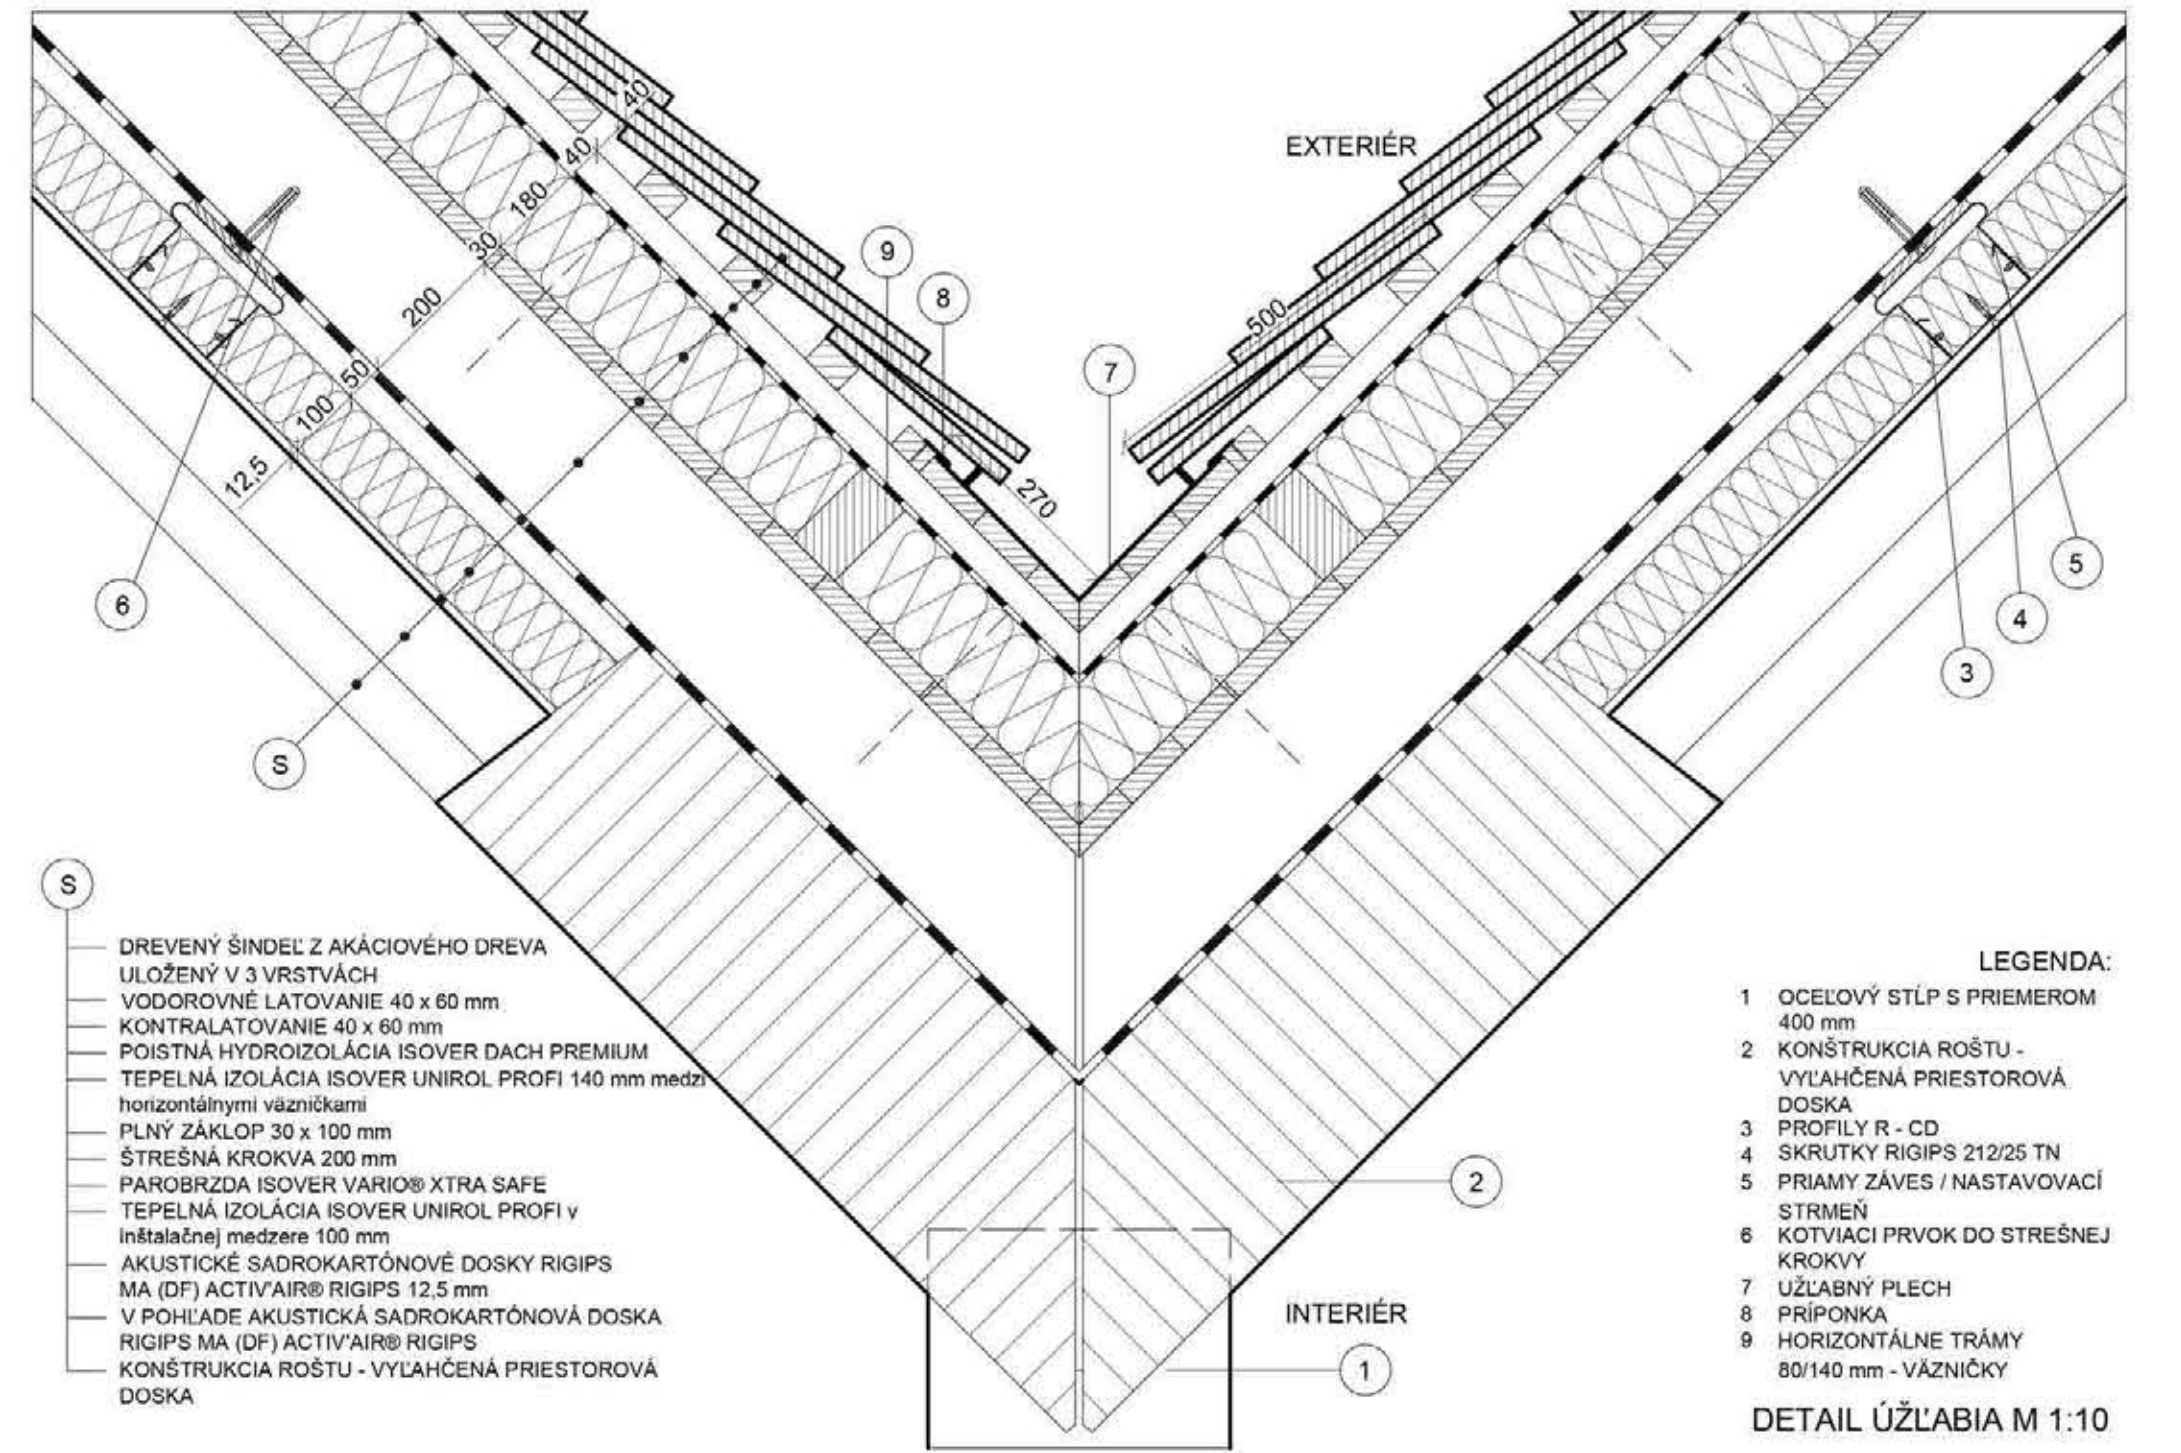 EXTERIÉR
40
40
180
30
200
50
100
12,5
9
8
7
500
270
6
5
4
3
S
S
DREVENÝ ŠINDEĽ Z AKÁCIOVÉHO DREVA
ULOŽENÝ V 3 VRSTVÁCH
VODOROVNÉ LATOVANIE 40 x 60 mm
KONTRALATOVANIE 40 x 60 mm
POISTNÁ HYDROIZOLÁCIA ISOVER DACH PREMIUM
TEPELNÁ IZOLÁCIA ISOVER UNIROL PROFI 140 mm medzi
horizontálnymi väzničkami
PLNÝ ZÁKLOP 30 x 100 mm
ŠTREŠNÁ KROKVA 200 mm
PAROBRZDA ISOVER VARIO® XTRA SAFE
TEPELNÁ IZOLÁCIA ISOVER UNIROL PROFI v
inštalačnej medzere 100 mm
AKUSTICKÉ SADROKARTÓNOVÉ DOSKY RIGIPS
MA (DF) ACTIV'AIR® RIGIPS 12,5 mm
V POHĽADE AKUSTICKÁ SADROKARTÓNOVÁ DOSKA
RIGIPS MA (DF) ACTIV'AIR® RIGIPS
KONŠTRUKCIA ROŠTU - VYĽAHČENÁ PRIESTOROVÁ
DOSKA
2
INTERIÉR
1
LEGENDA:
1 OCEĽOVÝ STĹP S PRIEMEROM
400 mm
2 KONŠTRUKCIA ROŠTU -
VYĽAHČENÁ PRIESTOROVÁ
DOSKA
3 PROFILY R - CD
4 SKRUTKY RIGIPS 212/25 TN
5 PRIAMY ZÁVES / NASTAVOVACÍ
STRMEŇ
6 KOTVIACI PRVOK DO STREŠNEJ
KROKVY
7 UŽĽABNÝ PLECH
8 PRÍPONKA
9 HORIZONTÁLNE TRÁMY
80/140 mm - VÄZNIČKY
DETAIL ÚŽĽABIA M 1:10